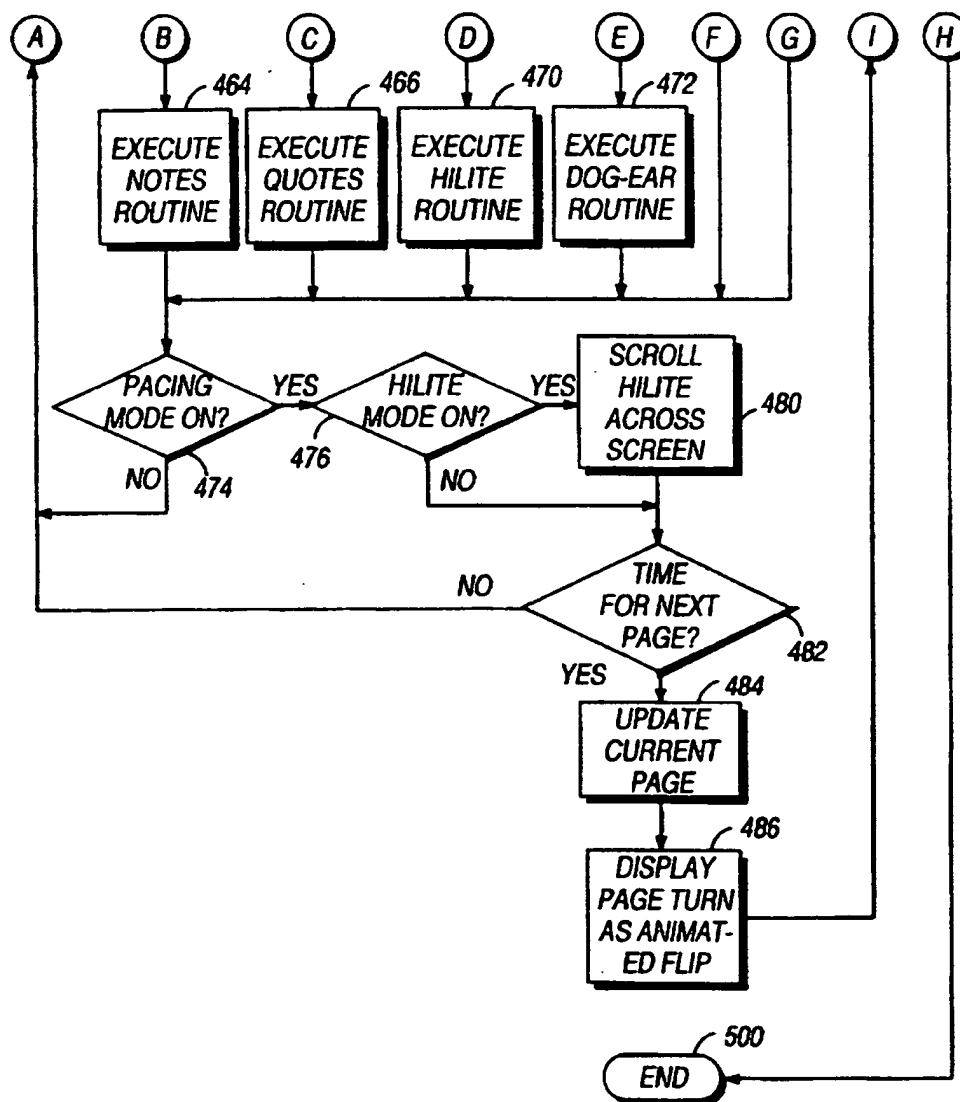 A B C D E F G I H
464 466 470 472
EXECUTE
NOTES
ROUTINE
EXECUTE
QUOTES
ROUTINE
EXECUTE
HILITE
ROUTINE
EXECUTE
DOG-EAR
ROUTINE
PACING
MODE ON?
YES
NO
474
HILITE
MODE ON?
YES
476
NO
SCROLL
HILITE
ACROSS
SCREEN
480
TIME
FOR NEXT
PAGE?
NO
482
YES
484
UPDATE
CURRENT
PAGE
486
DISPLAY
PAGE TURN
AS ANIMAT-
ED FLIP
500
END